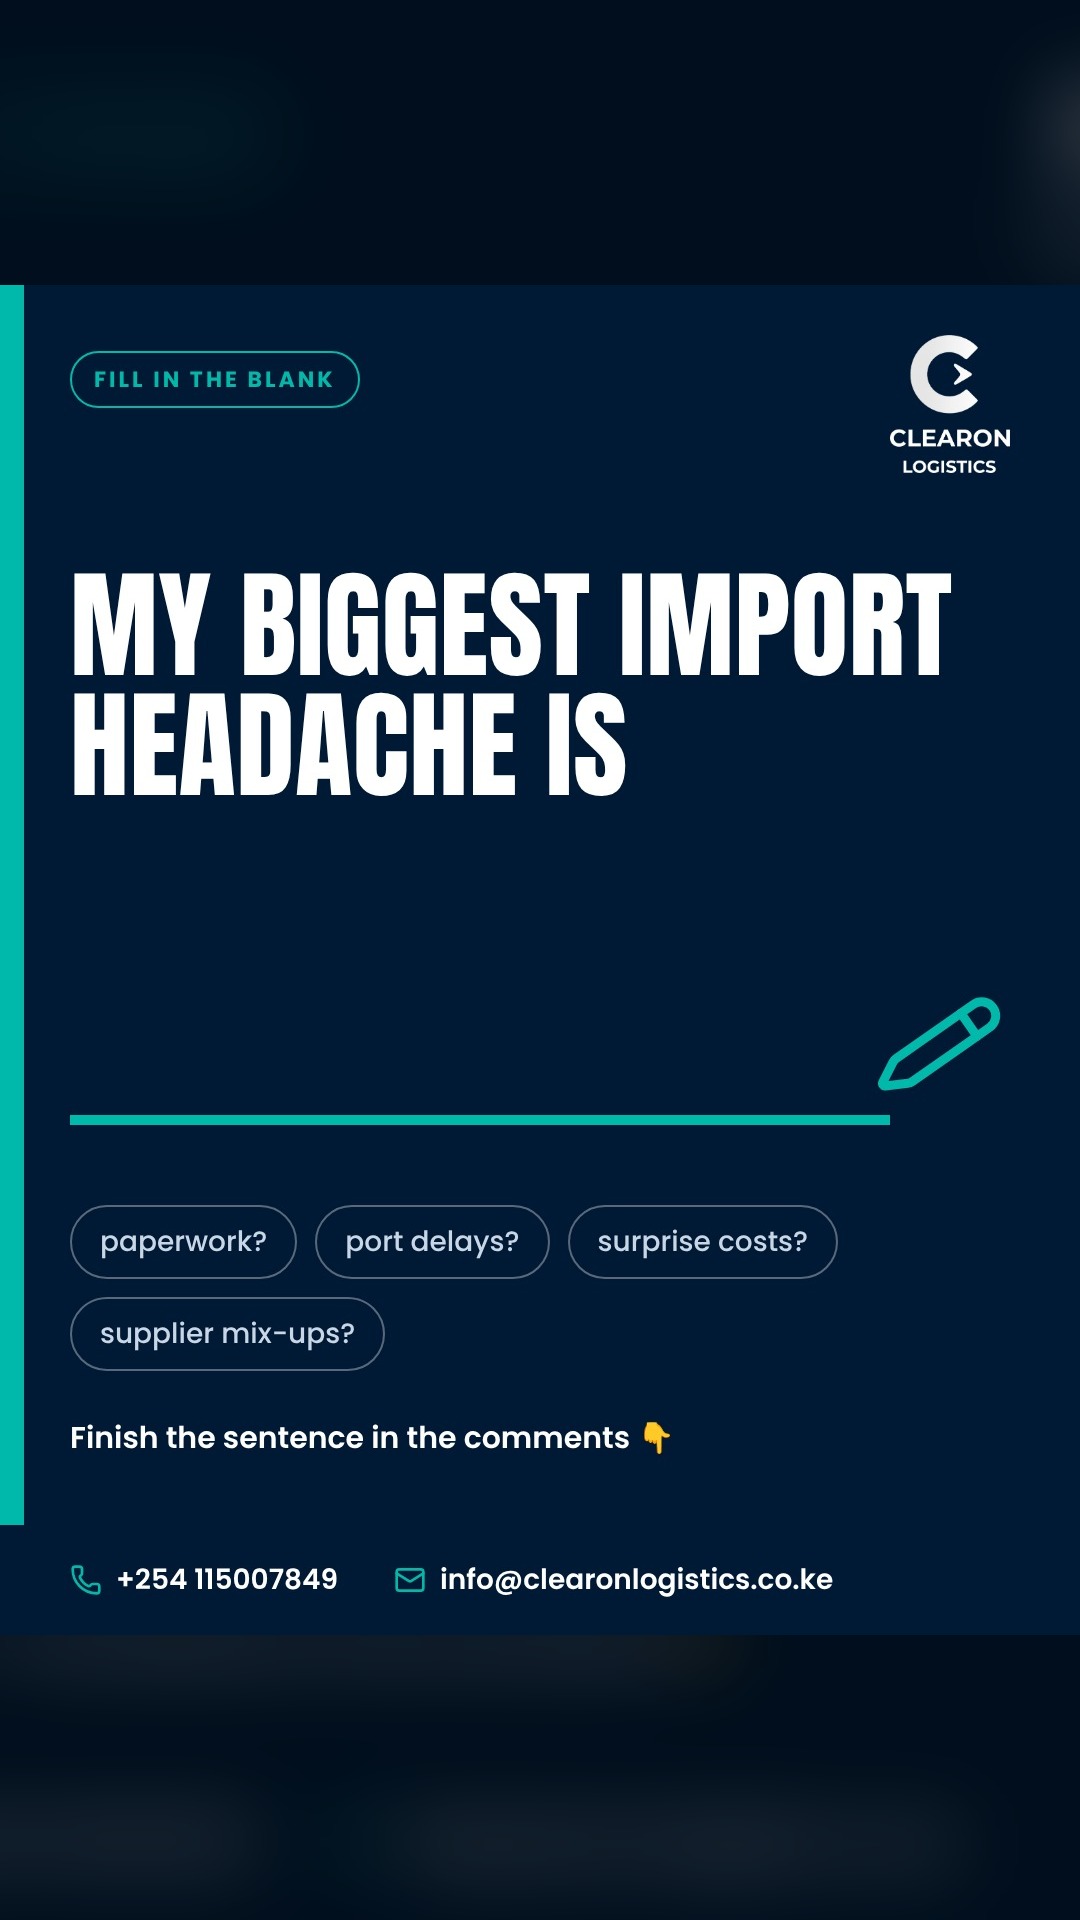 FILL IN THE BLANK
CLEARON
LOGISTICS
MY BIGGEST IMPORT
HEADACHE IS
paperwork?
port delays?
surprise costs?
supplier mix-ups?
Finish the sentence in the comments 👇
+254 115007849
info@clearonlogistics.co.ke